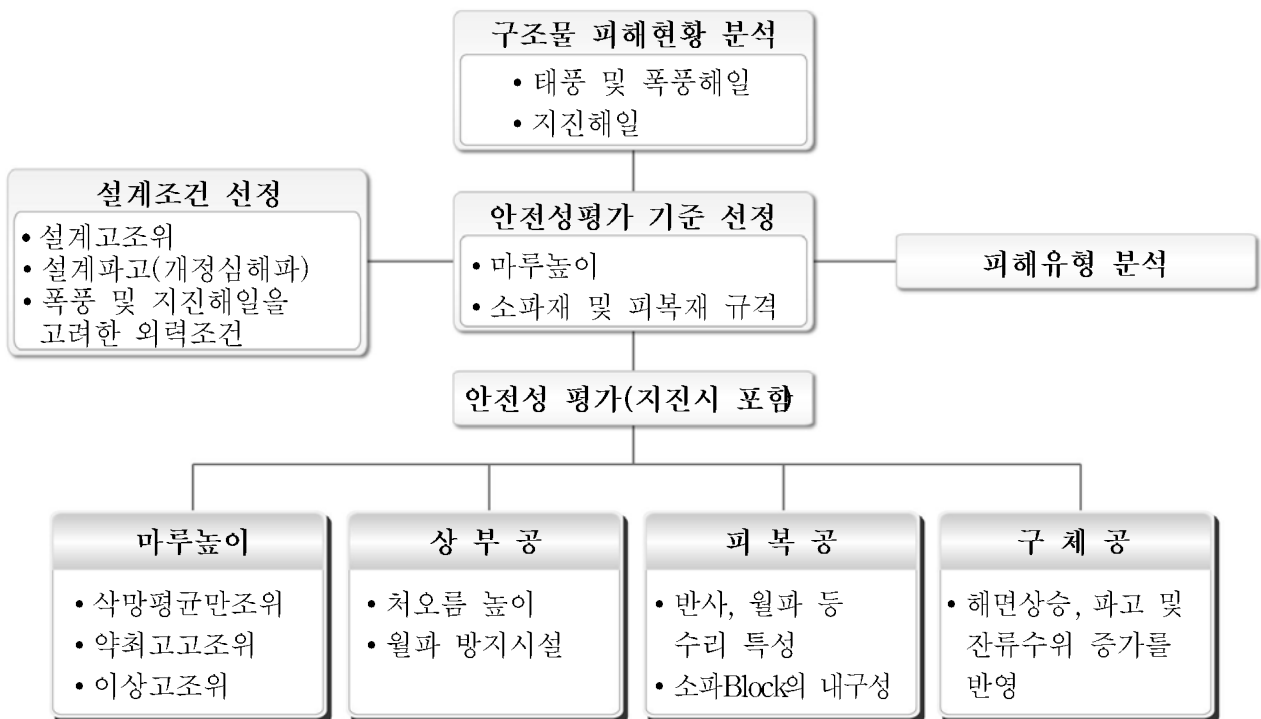 구조물 피해현황 분석
• 태풍 및 폭풍해일
• 지진해일
설계조건 선정
• 설계고조위
• 설계파고(개정심해파)
• 폭풍 및 지진해일을
고려한 외력조건
안전성평가 기준 선정
• 마루높이
• 소파재 및 피복재 규격
피해유형 분석
안전성 평가(지진시 포함)
마루높이
• 삭망평균만조위
• 약최고고조위
• 이상고조위
상 부 공
• 처오름 높이
• 월파 방지시설
피 복 공
• 반사, 월파 등
수리 특성
• 소파Block의 내구성
구 체 공
• 해면상승, 파고 및
잔류수위 증가를
반영